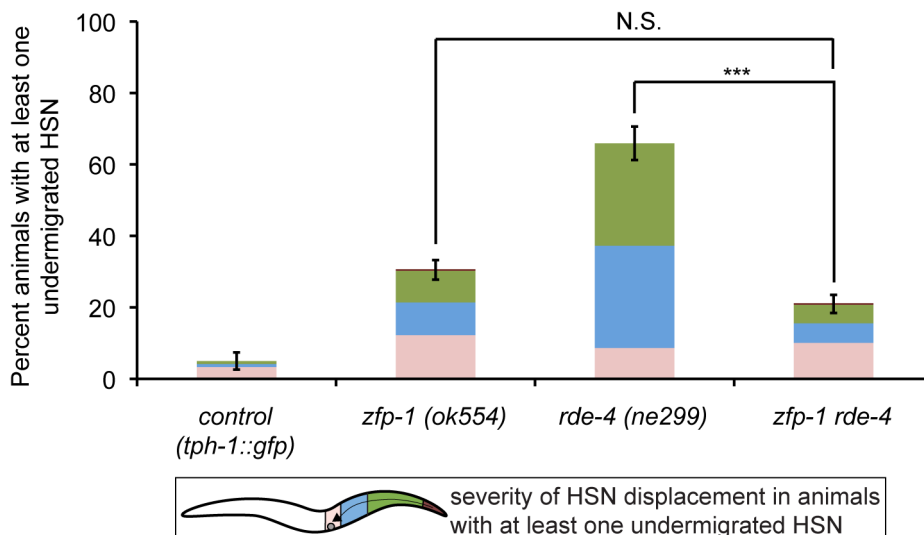 Percent animals with at least one
undermigrated HSN
100
80
60
40
20
0
N.S.
***
control
(tph-1::gfp)
zfp-1 (ok554)
rde-4 (ne299)
zfp-1 rde-4
severity of HSN displacement in animals
with at least one undermigrated HSN